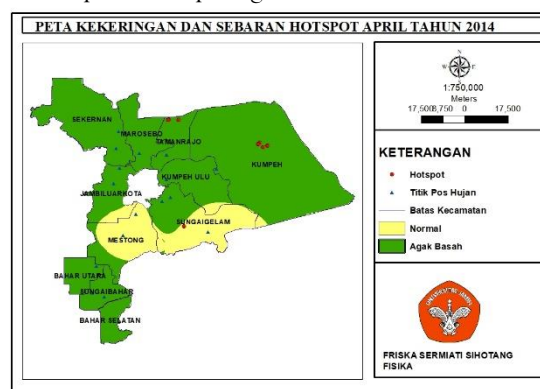 PETA KEKERINGAN DAN SEBARAN HOTSPOT APRIL TAHUN 2014
SEKERNAN
MAROSEBO
TAMANRAJO
KUMPEH
KUMPEH ULU
JAMBILUARKOTA
SUNGAIGELAM
MESTONG
BAHAR UTARA
SUNGAIBAHAR
BAHAR SELATAN
N
W E
S
1:750,000
Meters
17,500 8,750 0 17,500
KETERANGAN
Hotspot
Titik Pos Hujan
Batas Kecamatan
Normal
Agak Basah
FRISKA SERMIATI SIHOTANG
FISIKA